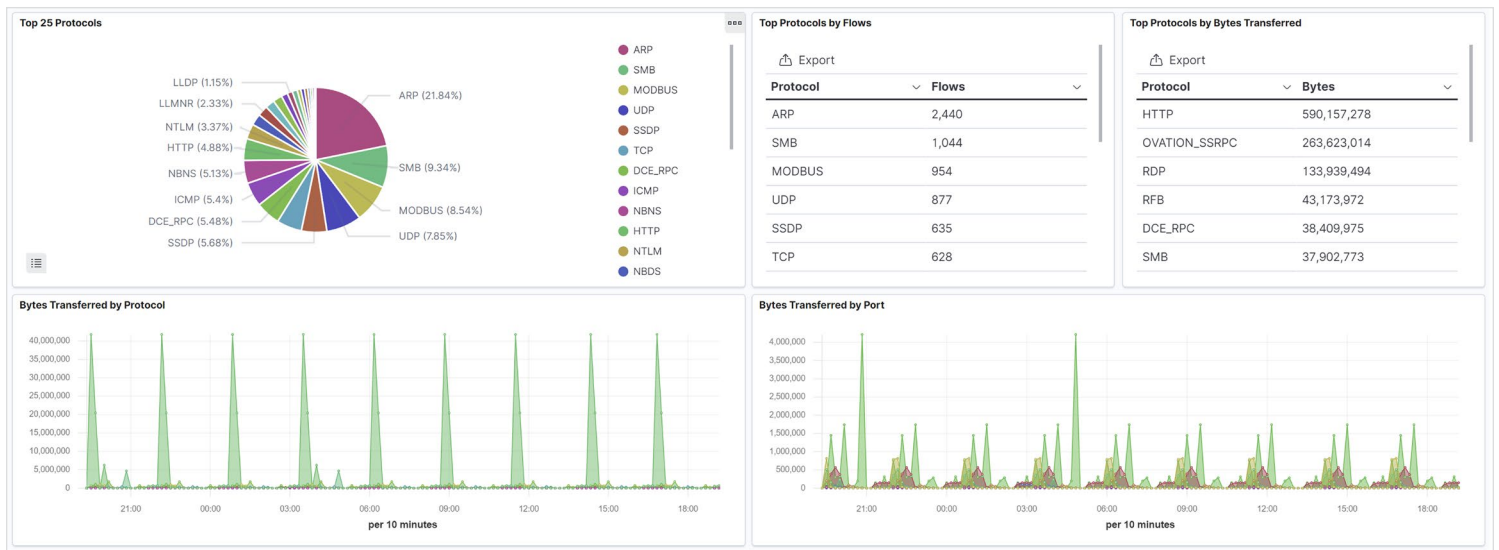 Top 25 Protocols
LLDP (1.15%)
LLMNR (2.33%)
NTLM (3.37%)
HTTP (4.88%)
NBNS (5.13%)
ICMP (5.4%)
DCE_RPC (5.48%)
SSDP (5.68%)
ARP (21.84%)
SMB (9.34%)
MODBUS (8.54%)
UDP (7.85%)
ARP
SMB
MODBUS
UDP
SSDP
TCP
DCE_RPC
ICMP
NBNS
HTTP
NTLM
NBDS
Top Protocols by Flows
Export
Protocol Flows
ARP 2,440
SMB 1,044
MODBUS 954
UDP 877
SSDP 635
TCP 628
Top Protocols by Bytes Transferred
Export
Protocol Bytes
HTTP 590,157,278
OVATION_SSRPC 263,623,014
RDP 133,939,494
RFB 43,173,972
DCE_RPC 38,409,975
SMB 37,902,773
Bytes Transferred by Protocol
40,000,000
35,000,000
30,000,000
25,000,000
20,000,000
15,000,000
10,000,000
5,000,000
0
21:00 00:00 03:00 06:00 09:00 12:00 15:00 18:00
per 10 minutes
Bytes Transferred by Port
4,000,000
3,000,000
2,500,000
2,000,000
1,500,000
1,000,000
500,000
0
21:00 00:00 03:00 06:00 09:00 12:00 15:00 18:00
per 10 minutes